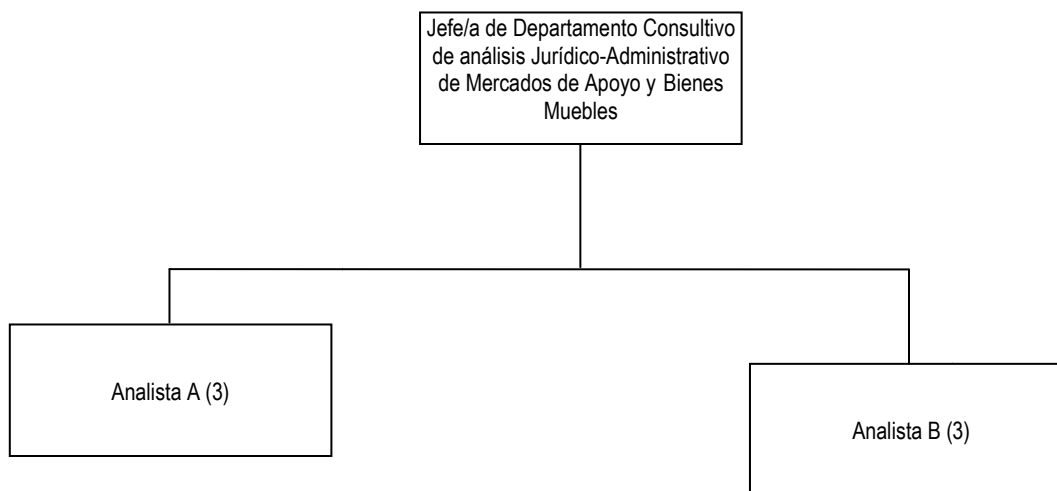 Jefe/a de Departamento Consultivo
de análisis Jurídico-Administrativo
de Mercados de Apoyo y Bienes
Muebles
Analista A (3)
Analista B (3)